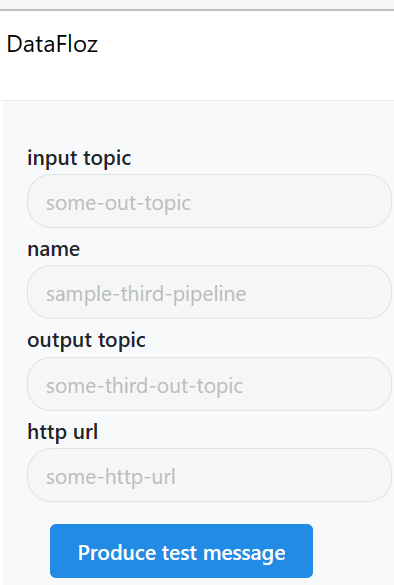 DataFloz
input topic
some-out-topic
name
sample-third-pipeline
output topic
some-third-out-topic
http url
some-http-url
Produce test message